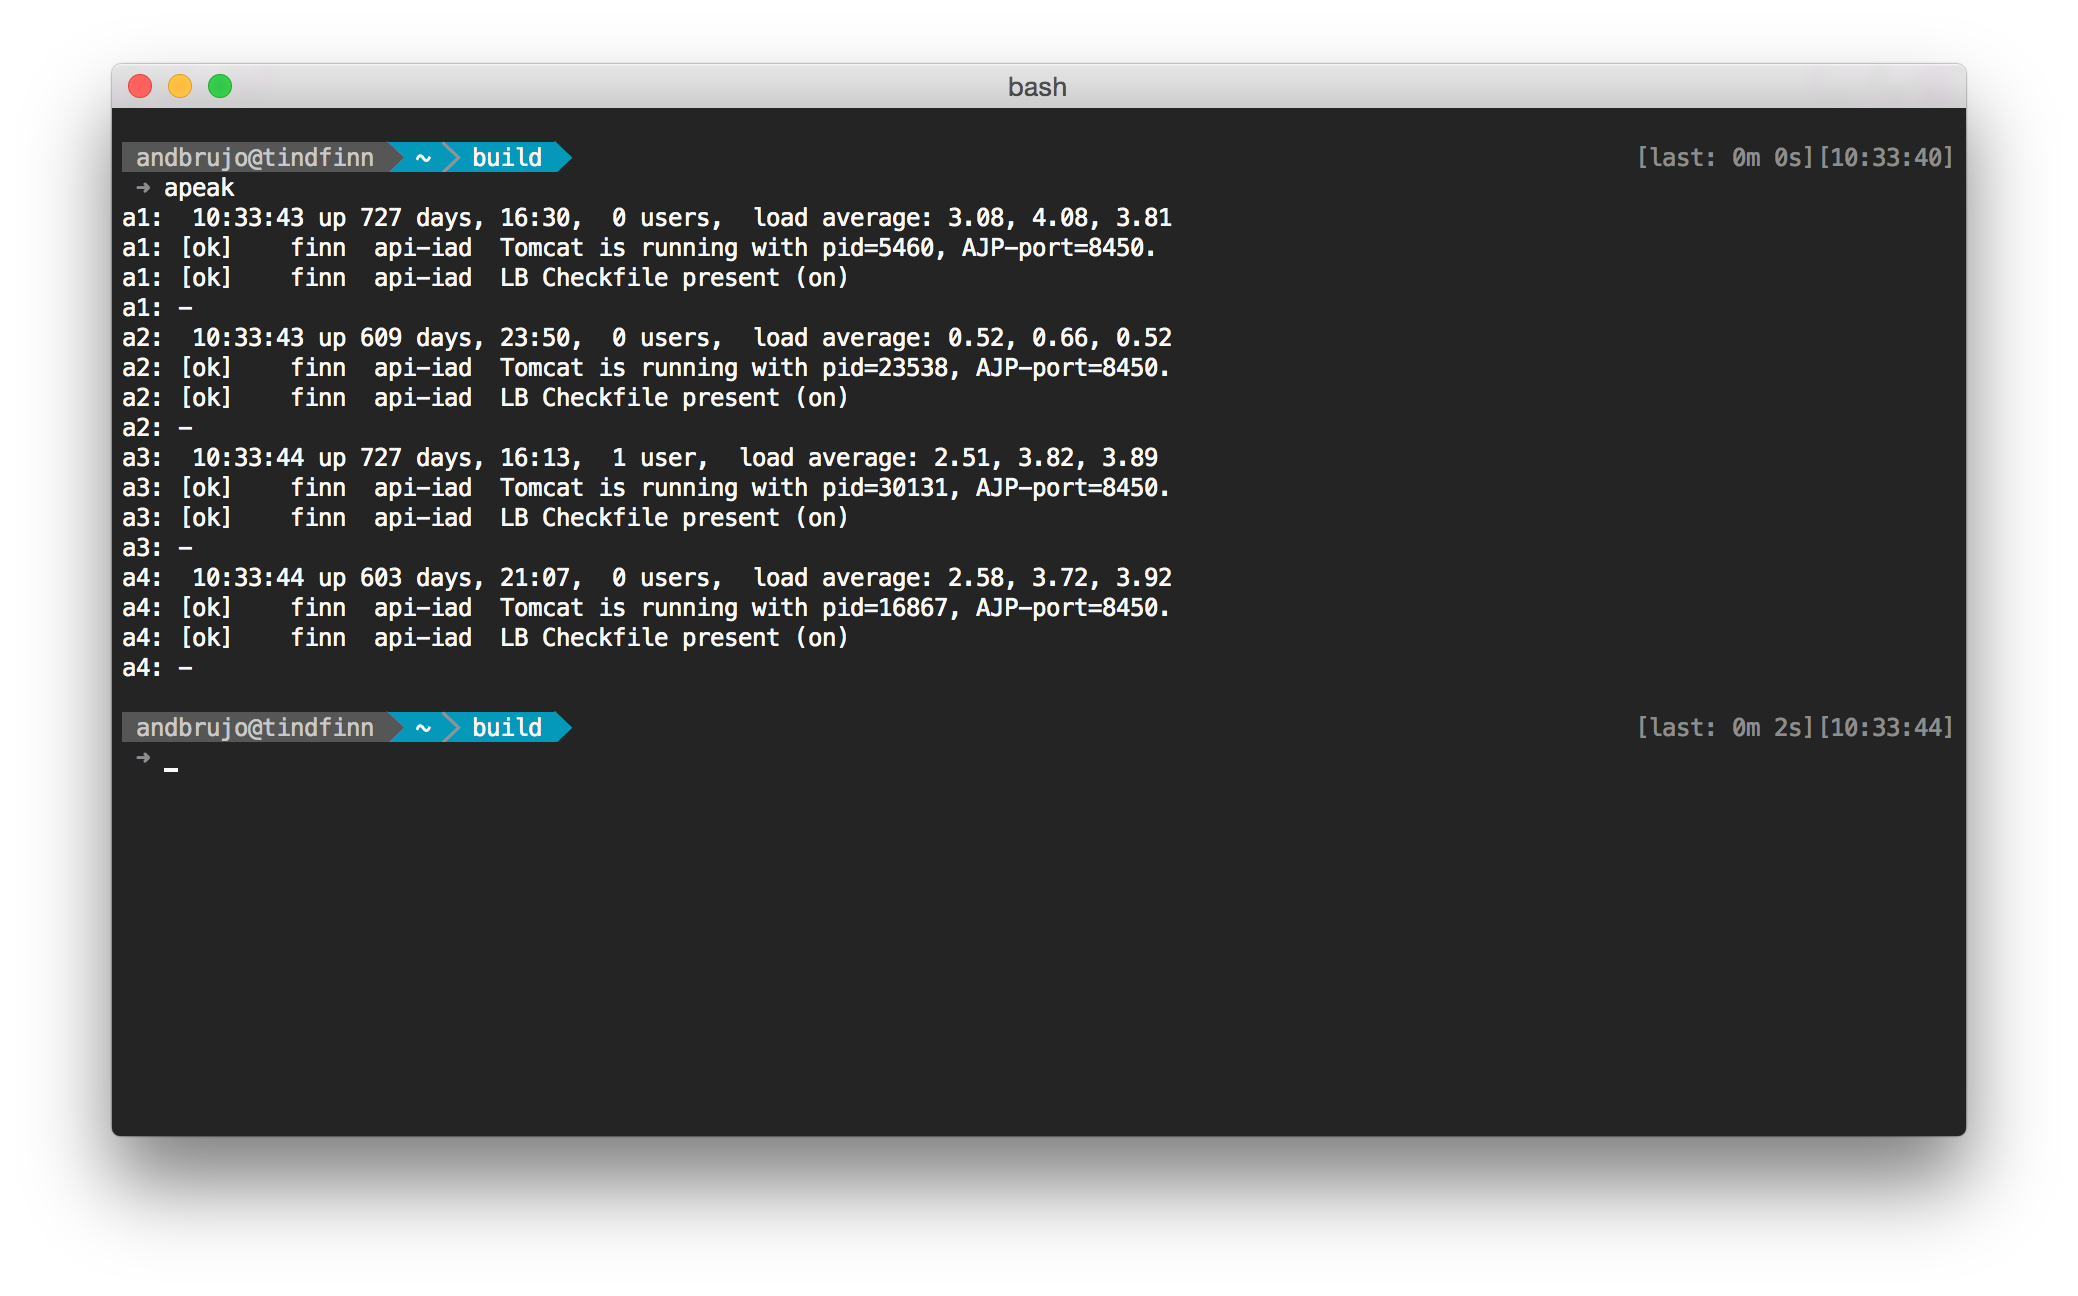 bash
andbrujo@tindfinn ~ build [last: 0m 0s][10:33:40]
➜ apeak
a1:  10:33:43 up 727 days, 16:30,  0 users,  load average: 3.08, 4.08, 3.81
a1: [ok]    finn  api-iad  Tomcat is running with pid=5460, AJP-port=8450.
a1: [ok]    finn  api-iad  LB Checkfile present (on)
a1: -
a2:  10:33:43 up 609 days, 23:50,  0 users,  load average: 0.52, 0.66, 0.52
a2: [ok]    finn  api-iad  Tomcat is running with pid=23538, AJP-port=8450.
a2: [ok]    finn  api-iad  LB Checkfile present (on)
a2: -
a3:  10:33:44 up 727 days, 16:13,  1 user,  load average: 2.51, 3.82, 3.89
a3: [ok]    finn  api-iad  Tomcat is running with pid=30131, AJP-port=8450.
a3: [ok]    finn  api-iad  LB Checkfile present (on)
a3: -
a4:  10:33:44 up 603 days, 21:07,  0 users,  load average: 2.58, 3.72, 3.92
a4: [ok]    finn  api-iad  Tomcat is running with pid=16867, AJP-port=8450.
a4: [ok]    finn  api-iad  LB Checkfile present (on)
a4: -
andbrujo@tindfinn ~ build [last: 0m 2s][10:33:44]
➜ _